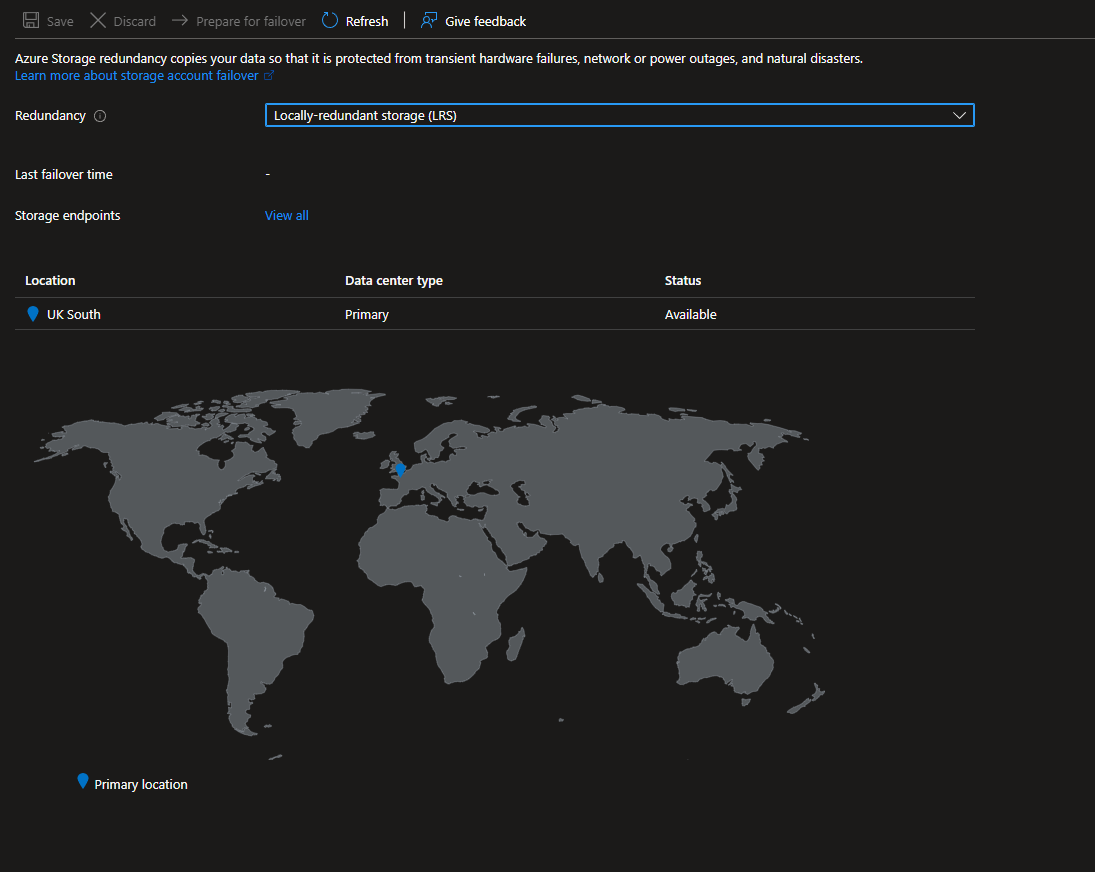 Save Discard Prepare for failover Refresh Give feedback
Azure Storage redundancy copies your data so that it is protected from transient hardware failures, network or power outages, and natural disasters.
Learn more about storage account failover
Redundancy Locally-redundant storage (LRS)
Last failover time -
Storage endpoints View all
Location Data center type Status
UK South Primary Available
Primary location